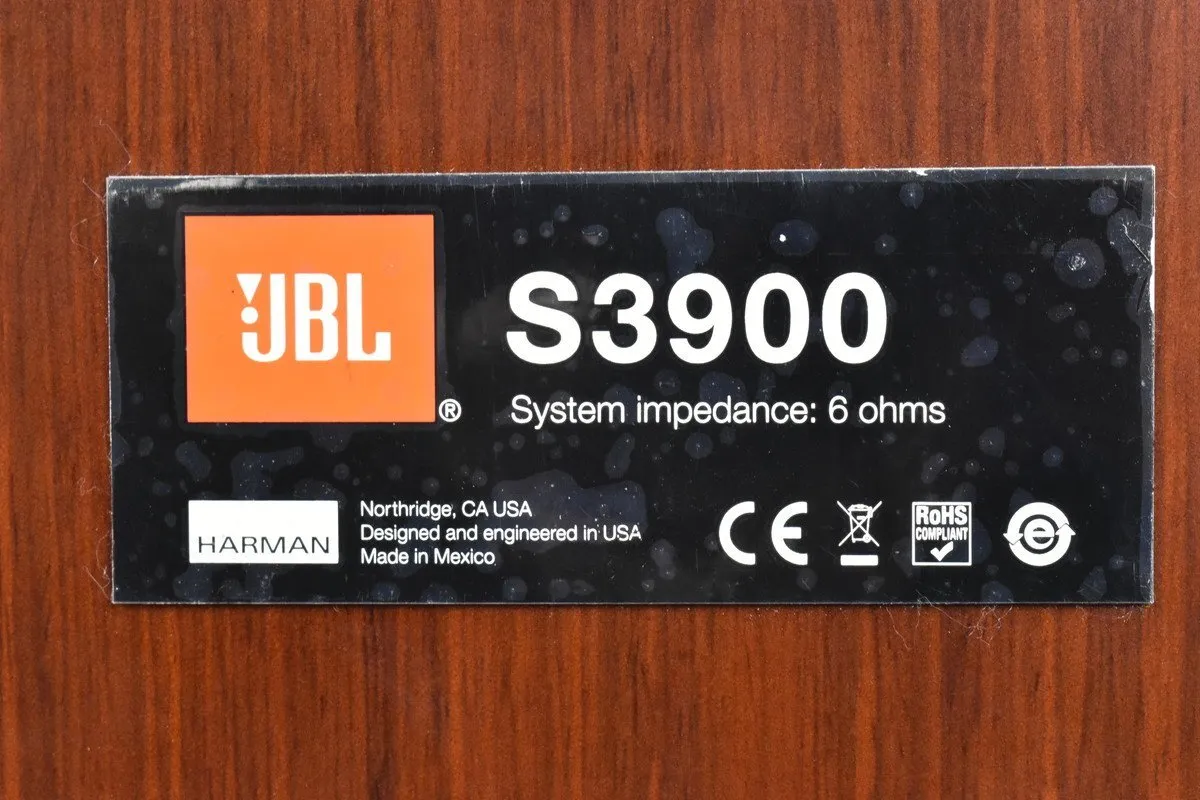 JBL
®
S3900
System impedance: 6 ohms
HARMAN
Northridge, CA USA
Designed and engineered in USA
Made in Mexico
CE
RoHS
COMPLIANT
e